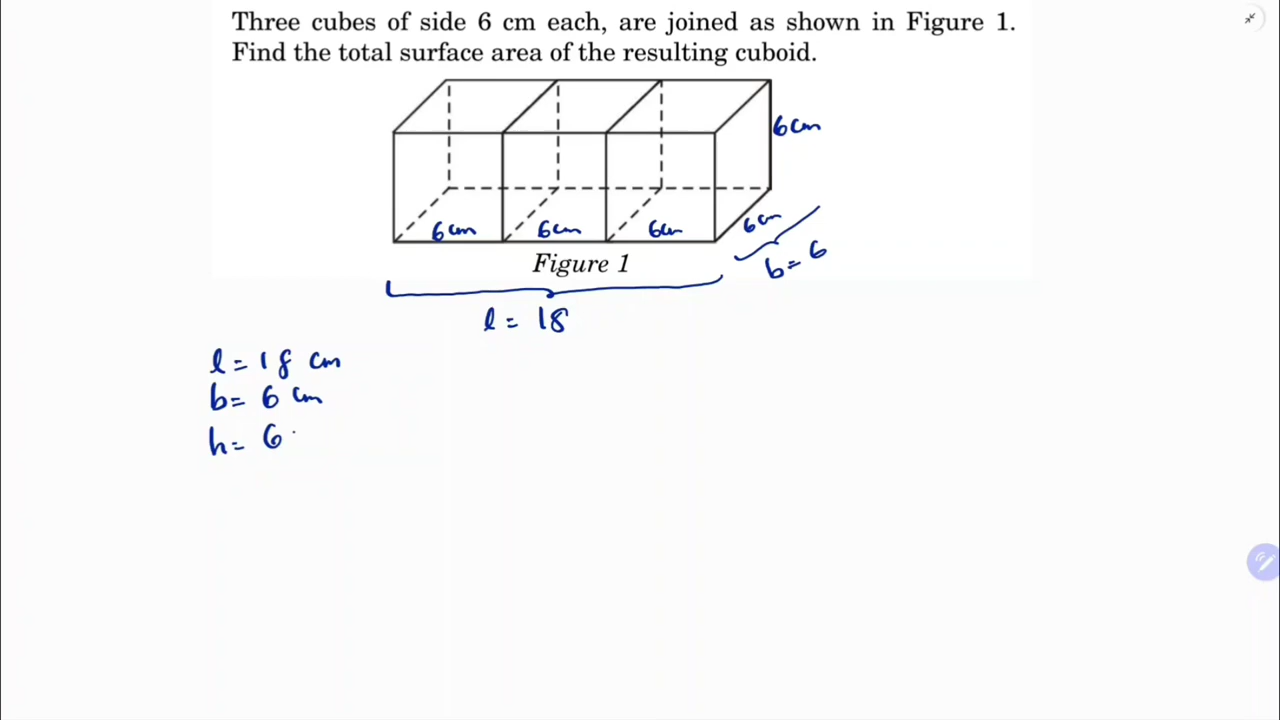 Three cubes of side 6 cm each, are joined as shown in Figure 1.
Find the total surface area of the resulting cuboid.
6cm
6cm
6cm
6cm
6cm
b=6
Figure 1
l=18
l=18 cm
b=6 cm
h=6